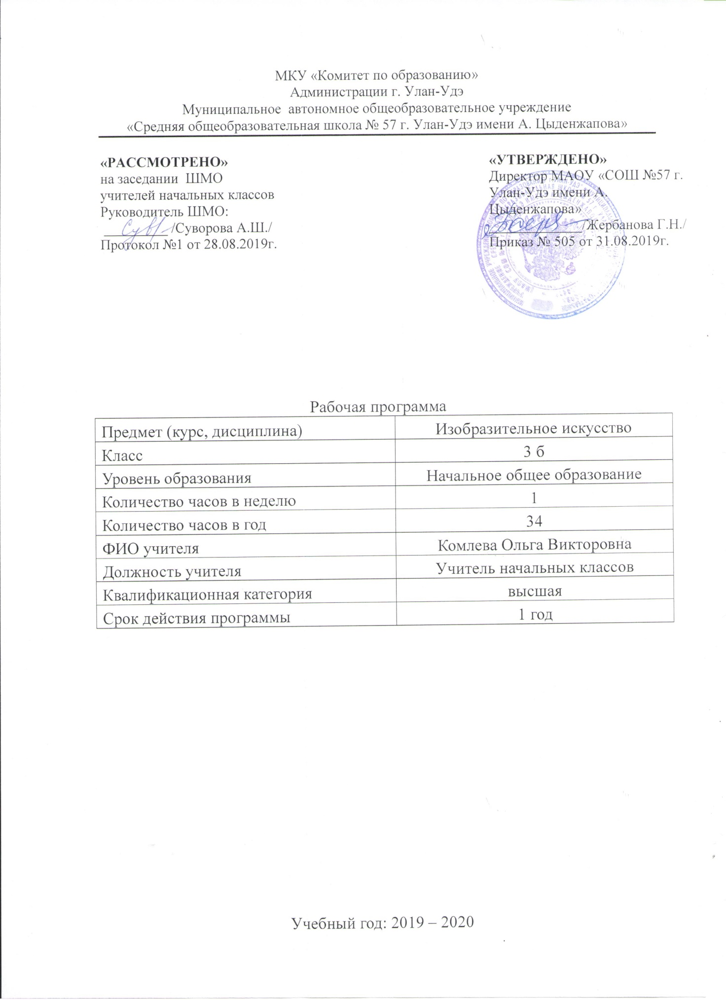 МКУ «Комитет по образованию»
Администрации г. Улан-Удэ
Муниципальное автономное общеобразовательное учреждение
«Средняя общеобразовательная школа № 57 г. Улан-Удэ имени А. Цыденжапова»
«РАССМОТРЕНО»
на заседании ШМО
учителей начальных классов
Руководитель ШМО:
/Суворова А.Ш./
Протокол №1 от 28.08.2019г.
«УТВЕРЖДЕНО»
Директор МАОУ «СОШ №57 г.
Улан-Удэ имени А.
Цыденжапова»
/Жербанова Г.Н./
Приказ № 505 от 31.08.2019г.
Рабочая программа
Предмет (курс, дисциплина) Изобразительное искусство
Класс 3 б
Уровень образования Начальное общее образование
Количество часов в неделю 1
Количество часов в год 34
ФИО учителя Комлева Ольга Викторовна
Должность учителя Учитель начальных классов
Квалификационная категория высшая
Срок действия программы 1 год
Учебный год: 2019 – 2020